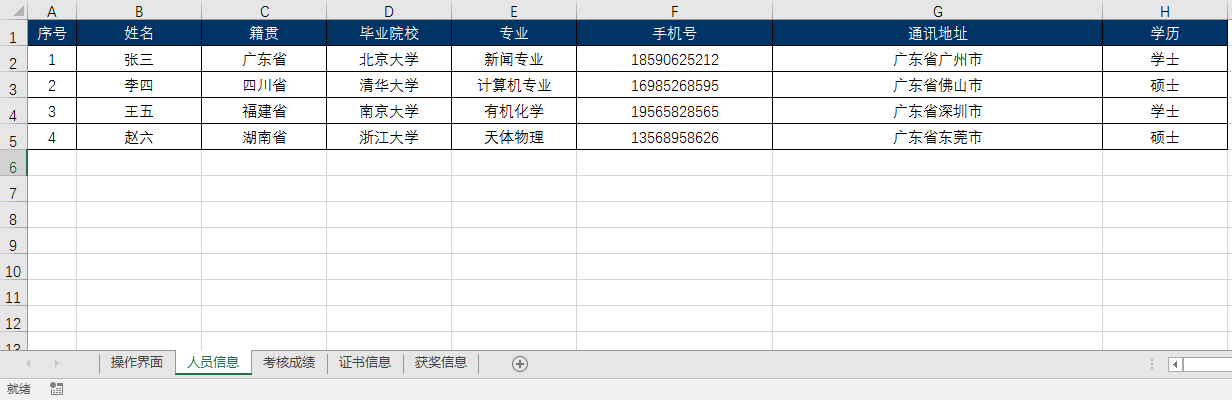 A B C D E F G H
1 序号 姓名 籍贯 毕业院校 专业 手机号 通讯地址 学历
2 1 张三 广东省 北京大学 新闻专业 18590625212 广东省广州市 学士
3 2 李四 四川省 清华大学 计算机专业 16985268595 广东省佛山市 硕士
4 3 王五 福建省 南京大学 有机化学 19565828565 广东省深圳市 学士
5 4 赵六 湖南省 浙江大学 天体物理 13568958626 广东省东莞市 硕士
6
7
8
9
10
11
12
13
操作界面 人员信息 考核成绩 证书信息 获奖信息
就绪